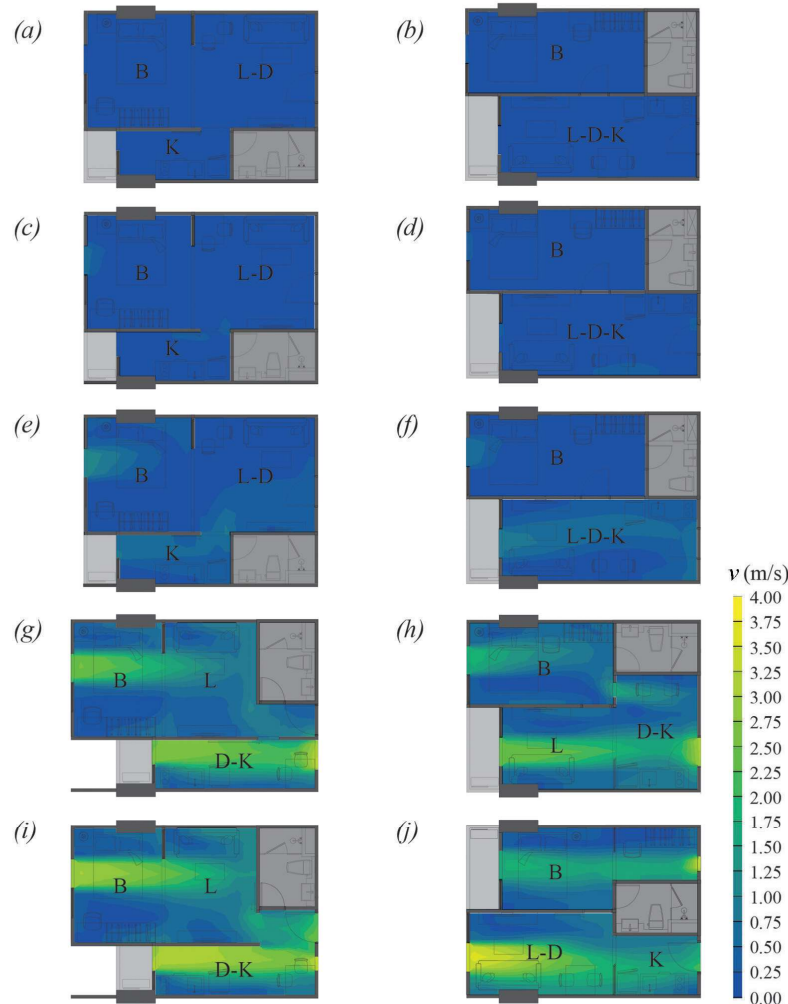 (a)
B
L-D
K
(b)
B
L-D-K
(c)
B
L-D
K
(d)
B
L-D-K
(e)
B
L-D
K
(f)
B
L-D-K
v (m/s)
4.00
3.75
3.50
3.25
3.00
2.75
2.50
2.25
2.00
1.75
1.50
1.25
1.00
0.75
0.50
0.25
0.00
(g)
B
L
D-K
(h)
B
L
D-K
(i)
B
L
D-K
(j)
B
L-D
K